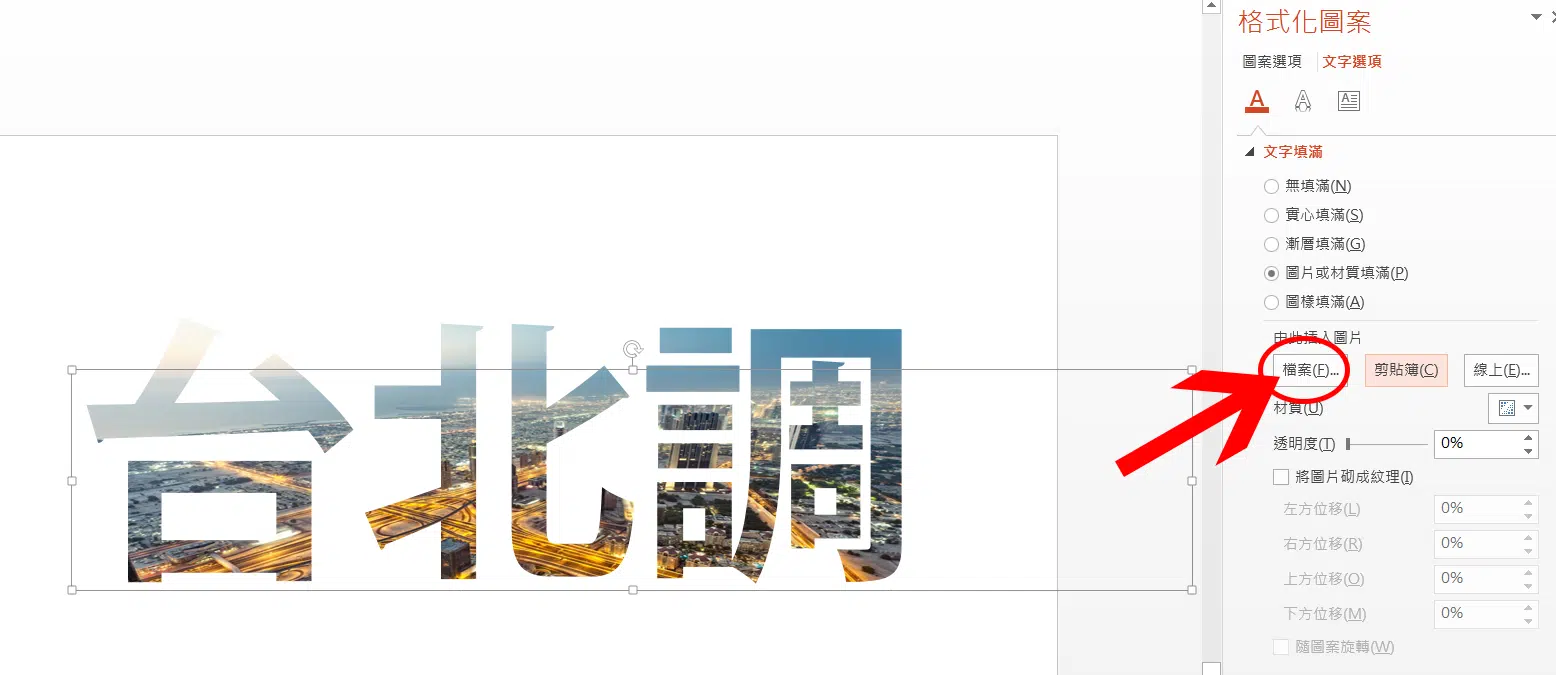 格式化圖案
圖案選項 文字選項
文字填滿
無填滿(N)
實心填滿(S)
漸層填滿(G)
圖片或材質填滿(P)
圖樣填滿(A)
由此插入圖片
檔案(F)... 剪貼簿(C) 線上(E)...
材質(U)
透明度(T) 0%
將圖片砌成紋理(I)
左方位移(L) 0%
右方位移(R) 0%
上方位移(O) 0%
下方位移(M) 0%
隨圖案旋轉(W)
台北調